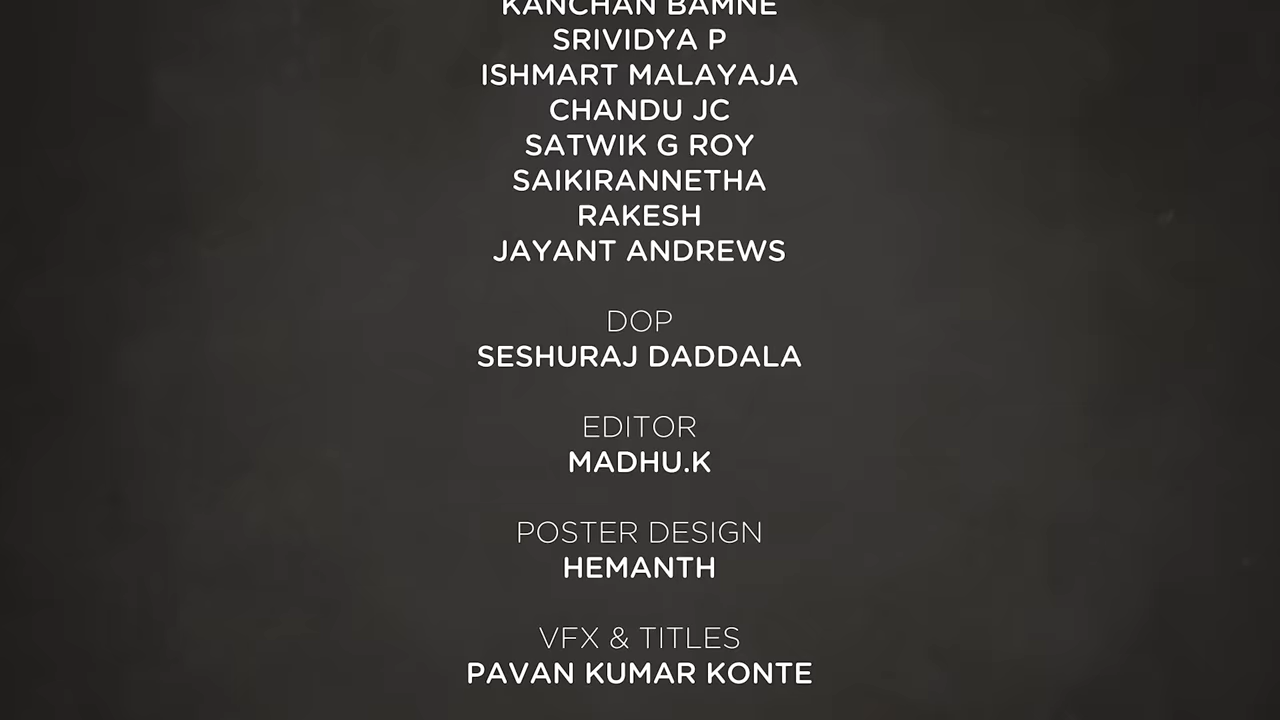 KANCHAN BAMNE
SRIVIDYA P
ISHMART MALAYAJA
CHANDU JC
SATWIK G ROY
SAIKIRANNETHA
RAKESH
JAYANT ANDREWS
DOP
SESHURAJ DADDALA
EDITOR
MADHU.K
POSTER DESIGN
HEMANTH
VFX & TITLES
PAVAN KUMAR KONTE